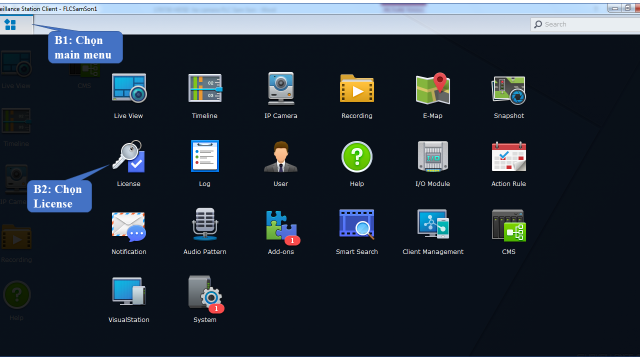 eillance Station Client - FLCSamSon1
Search
B1: Chọn
main menu
Live View
CMS
Live View
Timeline
IP Camera
Recording
E-Map
Snapshot
Timeline
License
Log
User
Help
I/O Module
Action Rule
B2: Chọn
License
IP Camera
Notification
Audio Pattern
Add-ons
1
Smart Search
Client Management
CMS
Recording
VisualStation
System
1
Help